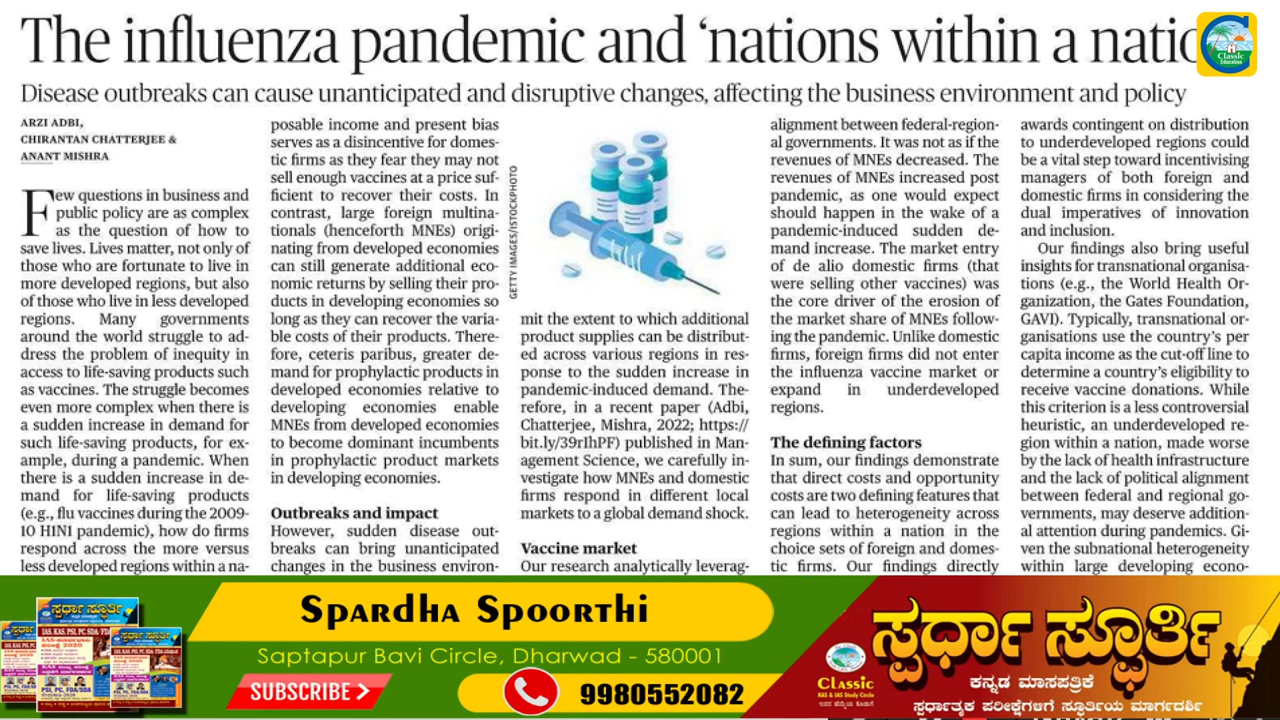 The influenza pandemic and ‘nations within a
Disease outbreaks can cause unanticipated and disruptive changes, affecting the business environment and policy
ARZI ADBI,
CHIRANTAN CHATTERJEE &
ANANT MISHRA
Few questions in business and
public policy are as complex
as the question of how to
save lives. Lives matter, not only of
those who are fortunate to live in
more developed regions, but also
of those who live in less developed
regions. Many governments
around the world struggle to ad-
dress the problem of inequity in
access to life-saving products such
as vaccines. The struggle becomes
even more complex when there is
a sudden increase in demand for
such life-saving products, for ex-
ample, during a pandemic. When
there is a sudden increase in de-
mand for life-saving products
(e.g., flu vaccines during the 2009-
10 H1N1 pandemic), how do firms
respond across the more versus
less developed regions within a na-
posable income and present bias
serves as a disincentive for domes-
tic firms as they fear they may not
sell enough vaccines at a price suf-
ficient to recover their costs. In
contrast, large foreign multina-
tionals (henceforth MNEs) origi-
nating from developed economies
can still generate additional eco-
nomic returns by selling their pro-
ducts in developing economies so
long as they can recover the varia-
ble costs of their products. There-
fore, ceteris paribus, greater de-
mand for prophylactic products in
developed economies relative to
developing economies enable
MNEs from developed economies
to become dominant incumbents
in prophylactic product markets
in developing economies.
Outbreaks and impact
However, sudden disease out-
breaks can bring unanticipated
changes in the business environ-
GETTY IMAGES/ISTOCKPHOTO
mit the extent to which additional
product supplies can be distribut-
ed across various regions in res-
ponse to the sudden increase in
pandemic-induced demand. The-
refore, in a recent paper (Adbi,
Chatterjee, Mishra, 2022; https://
bit.ly/39r1hPF) published in Man-
agement Science, we carefully in-
vestigate how MNEs and domestic
firms respond in different local
markets to a global demand shock.
Vaccine market
Our research analytically leverag-
alignment between federal-region-
al governments. It was not as if the
revenues of MNEs decreased. The
revenues of MNEs increased post
pandemic, as one would expect
should happen in the wake of a
pandemic-induced sudden de-
mand increase. The market entry
of de alio domestic firms (that
were selling other vaccines) was
the core driver of the erosion of
the market share of MNEs follow-
ing the pandemic. Unlike domestic
firms, foreign firms did not enter
the influenza vaccine market or
expand in underdeveloped
regions.
The defining factors
In sum, our findings demonstrate
that direct costs and opportunity
costs are two defining features that
can lead to heterogeneity across
regions within a nation in the
choice sets of foreign and domes-
tic firms. Our findings directly
awards contingent on distribution
to underdeveloped regions could
be a vital step toward incentivising
managers of both foreign and
domestic firms in considering the
dual imperatives of innovation
and inclusion.
Our findings also bring useful
insights for transnational organisa-
tions (e.g., the World Health Or-
ganization, the Gates Foundation,
GAVI). Typically, transnational or-
ganisations use the country's per
capita income as the cut-off line to
determine a country's eligibility to
receive vaccine donations. While
this criterion is a less controversial
heuristic, an underdeveloped re-
gion within a nation, made worse
by the lack of health infrastructure
and the lack of political alignment
between federal and regional go-
vernments, may deserve addition-
al attention during pandemics. Gi-
ven the subnational heterogeneity
within large developing econo-
Classic
Education
Spardha Spoorthi
Saptapur Bavi Circle, Dharwad - 580001
SUBSCRIBE
9980552082
ಸ್ಪರ್ಧಾ ಸ್ಫೂರ್ತಿ
ಕನ್ನಡ ಮಾಸಪತ್ರಿಕೆ
ಸ್ಪರ್ಧಾತ್ಮಕ ಪರೀಕ್ಷೆಗಳಿಗೆ ಸ್ಫೂರ್ತಿಯ ಮಾರ್ಗದರ್ಶಿ
Classic
KAS & IAS Study Circle